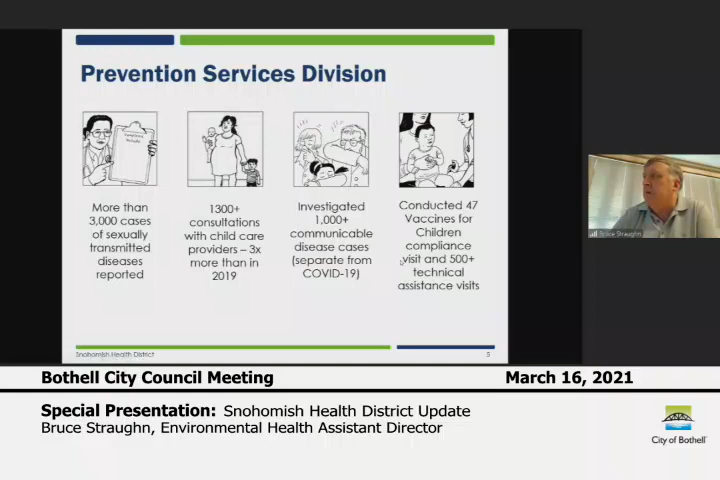 Prevention Services Division
More than
3,000 cases
of sexually
transmitted
diseases
reported
1300+
consultations
with child care
providers – 3x
more than in
2019
Investigated
1,000+
communicable
disease cases
(separate from
COVID-19)
Conducted 47
Vaccines for
Children
compliance
visit and 500+
technical
assistance visits
Snohomish Health District
5
Bruce Straughn
Bothell City Council Meeting
March 16, 2021
Special Presentation: Snohomish Health District Update
Bruce Straughn, Environmental Health Assistant Director
City of Bothell